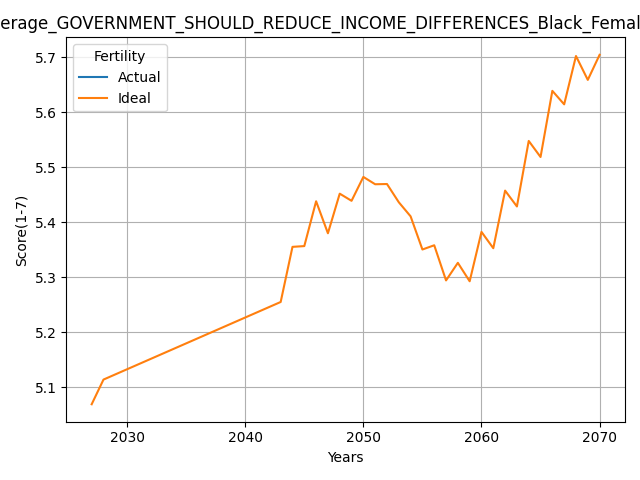 erage_GOVERNMENT_SHOULD_REDUCE_INCOME_DIFFERENCES_Black_Femal
Fertility
Actual
Ideal
Score(1-7)
5.7
5.6
5.5
5.4
5.3
5.2
5.1
2030 2040 2050 2060 2070
Years